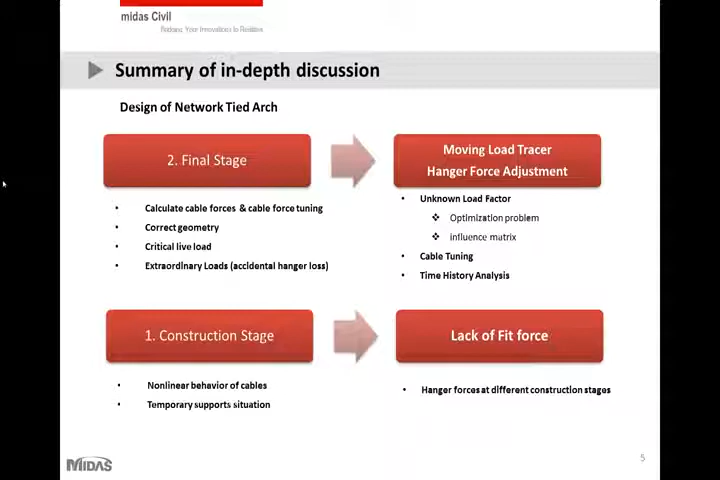 midas Civil
Summary of in-depth discussion
Design of Network Tied Arch
2. Final Stage
Moving Load Tracer
Hanger Force Adjustment
• Calculate cable forces & cable force tuning
• Correct geometry
• Critical live load
• Extraordinary Loads (accidental hanger loss)
• Unknown Load Factor
❖ Optimization problem
❖ influence matrix
• Cable Tuning
• Time History Analysis
1. Construction Stage
Lack of Fit force
• Nonlinear behavior of cables
• Temporary supports situation
• Hanger forces at different construction stages
MIDAS
5